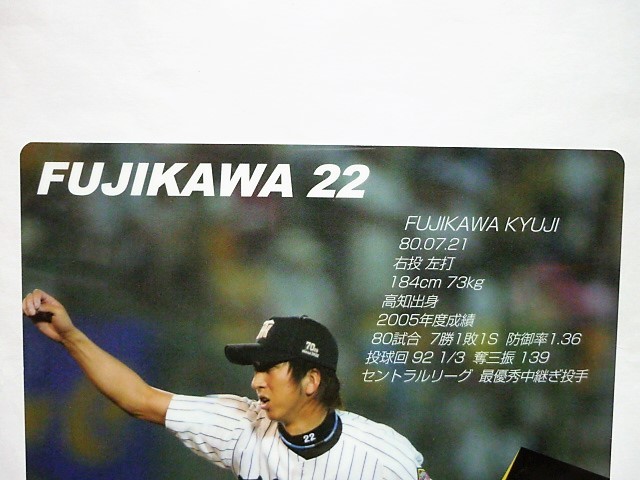 FUJIKAWA 22
FUJIKAWA KYUJI
80.07.21
右投 左打
184cm 73kg
高知出身
2005年度成績
80試合 7勝1敗1S 防御率1.36
投球回 92 1/3 奪三振 139
セントラルリーグ 最優秀中継ぎ投手
70th
22